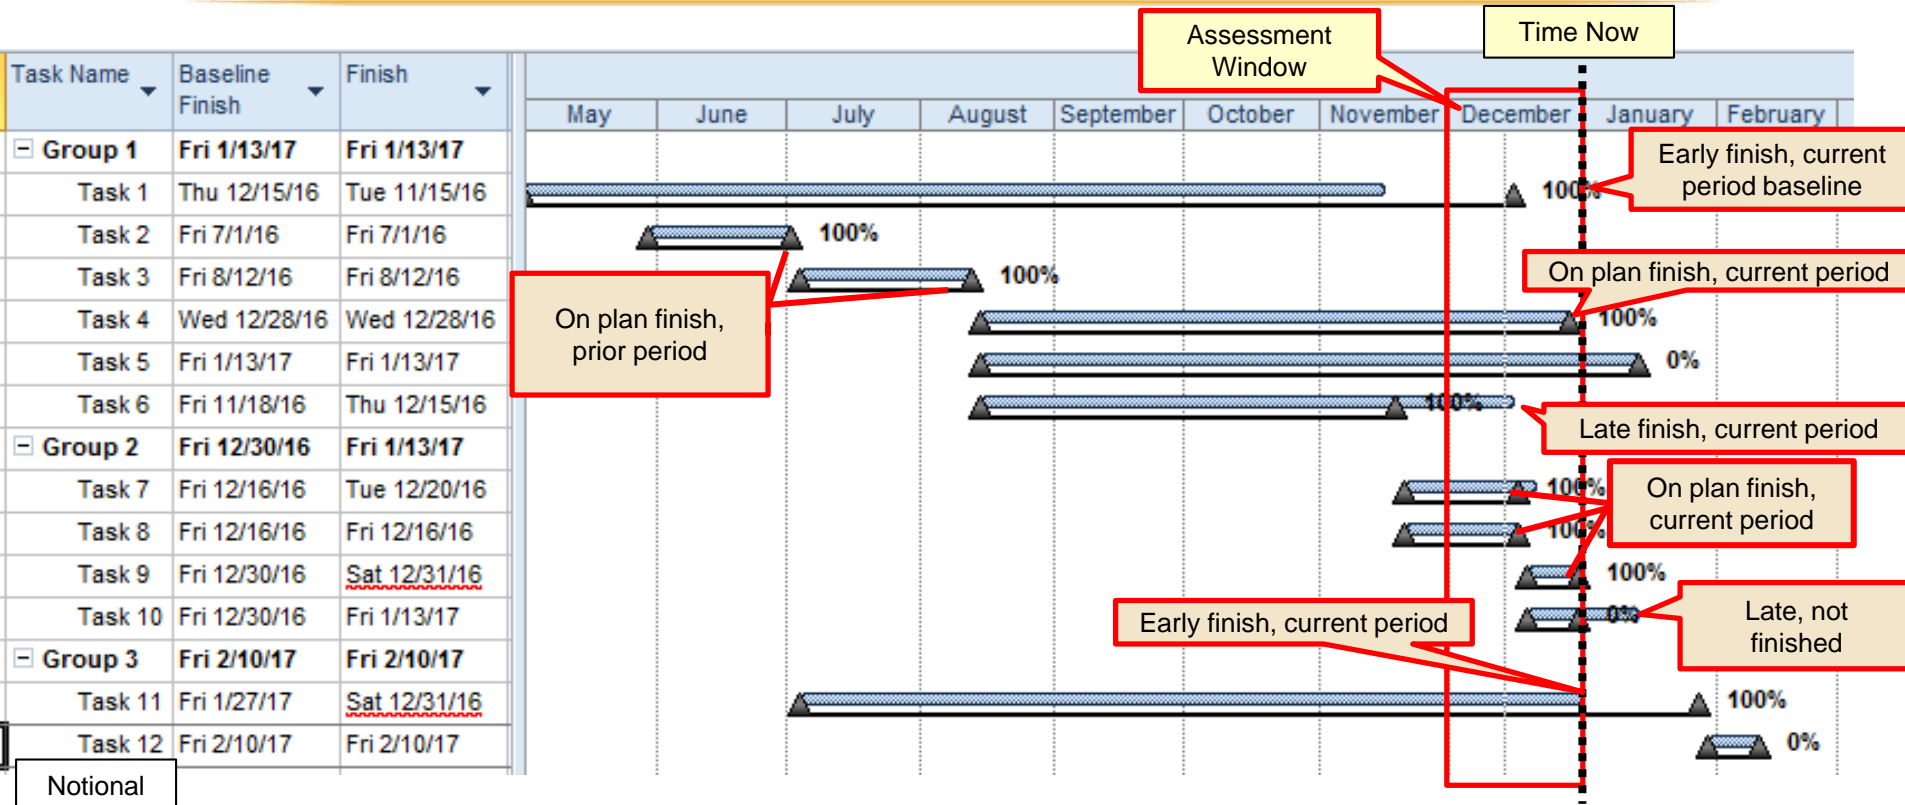 Assessment
Window
Time Now
Task Name
Baseline
Finish
Finish
May June July August September October November December January February
Group 1 Fri 1/13/17 Fri 1/13/17
Early finish, current
period baseline
Task 1 Thu 12/15/16 Tue 11/15/16 100%
Task 2 Fri 7/1/16 Fri 7/1/16 100%
Task 3 Fri 8/12/16 Fri 8/12/16 100%
On plan finish, current period
On plan finish,
prior period
Task 4 Wed 12/28/16 Wed 12/28/16 100%
Task 5 Fri 1/13/17 Fri 1/13/17 0%
Task 6 Fri 11/18/16 Thu 12/15/16 100%
Late finish, current period
Group 2 Fri 12/30/16 Fri 1/13/17
Task 7 Fri 12/16/16 Tue 12/20/16 100%
On plan finish,
current period
Task 8 Fri 12/16/16 Fri 12/16/16 100%
Task 9 Fri 12/30/16 Sat 12/31/16 100%
Task 10 Fri 12/30/16 Fri 1/13/17 0%
Early finish, current period
Late, not
finished
Group 3 Fri 2/10/17 Fri 2/10/17
Task 11 Fri 1/27/17 Sat 12/31/16 100%
Task 12 Fri 2/10/17 Fri 2/10/17 0%
Notional